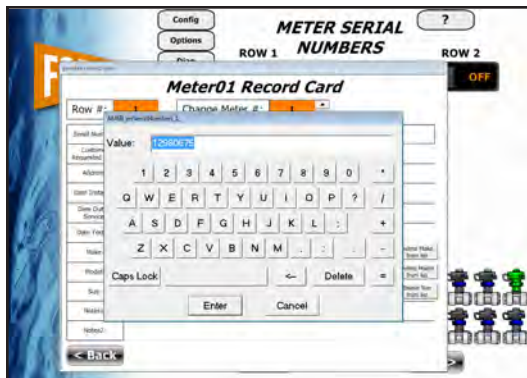 Config
Options
METER SERIAL
NUMBERS
?
ROW 1
ROW 2
OFF
Meter01 Record Card
Row #: 1
Change Meter #: 1
Value: 12980675
1 2 3 4 5 6 7 8 9 0 *
Q W E R T Y U I O P ? /
A S D F G H J K L : +
Z X C V B N M . : . -
Caps Lock
<--
Delete
=
Enter
Cancel
Address
Make
Model
Size
Notes2
< Back
>